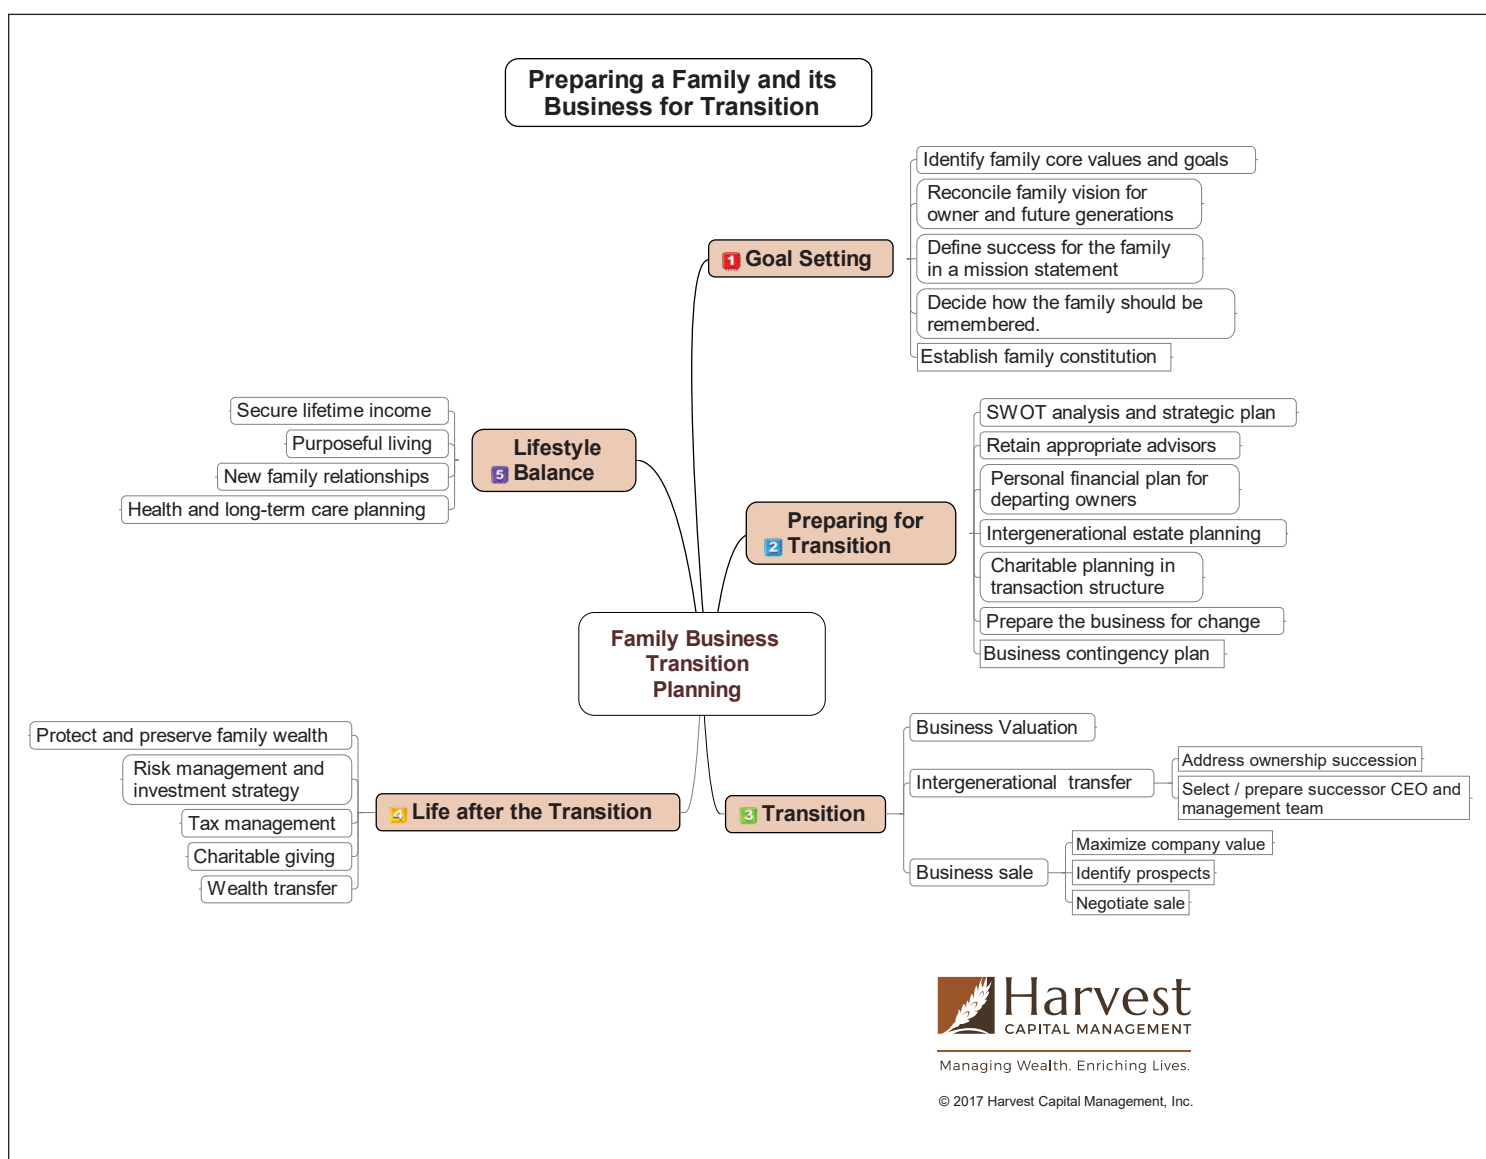 Preparing a Family and its
Business for Transition
Identify family core values and goals
Reconcile family vision for
owner and future generations
1 Goal Setting
Define success for the family
in a mission statement
Decide how the family should be
remembered.
Establish family constitution
Secure lifetime income
Purposeful living
New family relationships
Health and long-term care planning
Lifestyle
5 Balance
SWOT analysis and strategic plan
Retain appropriate advisors
Personal financial plan for
departing owners
Preparing for
2 Transition
Intergenerational estate planning
Charitable planning in
transaction structure
Prepare the business for change
Business contingency plan
Family Business
Transition
Planning
Protect and preserve family wealth
Risk management and
investment strategy
Tax management
Charitable giving
Wealth transfer
4 Life after the Transition
3 Transition
Business Valuation
Intergenerational transfer
Address ownership succession
Select / prepare successor CEO and
management team
Business sale
Maximize company value
Identify prospects
Negotiate sale
Harvest
CAPITAL MANAGEMENT
Managing Wealth. Enriching Lives.
© 2017 Harvest Capital Management, Inc.